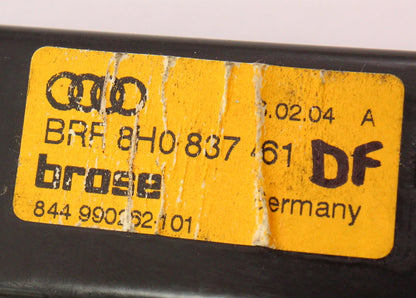 .02.04 A
BRF 8H0 837 461 DF
brose
844 990262-101 Germany